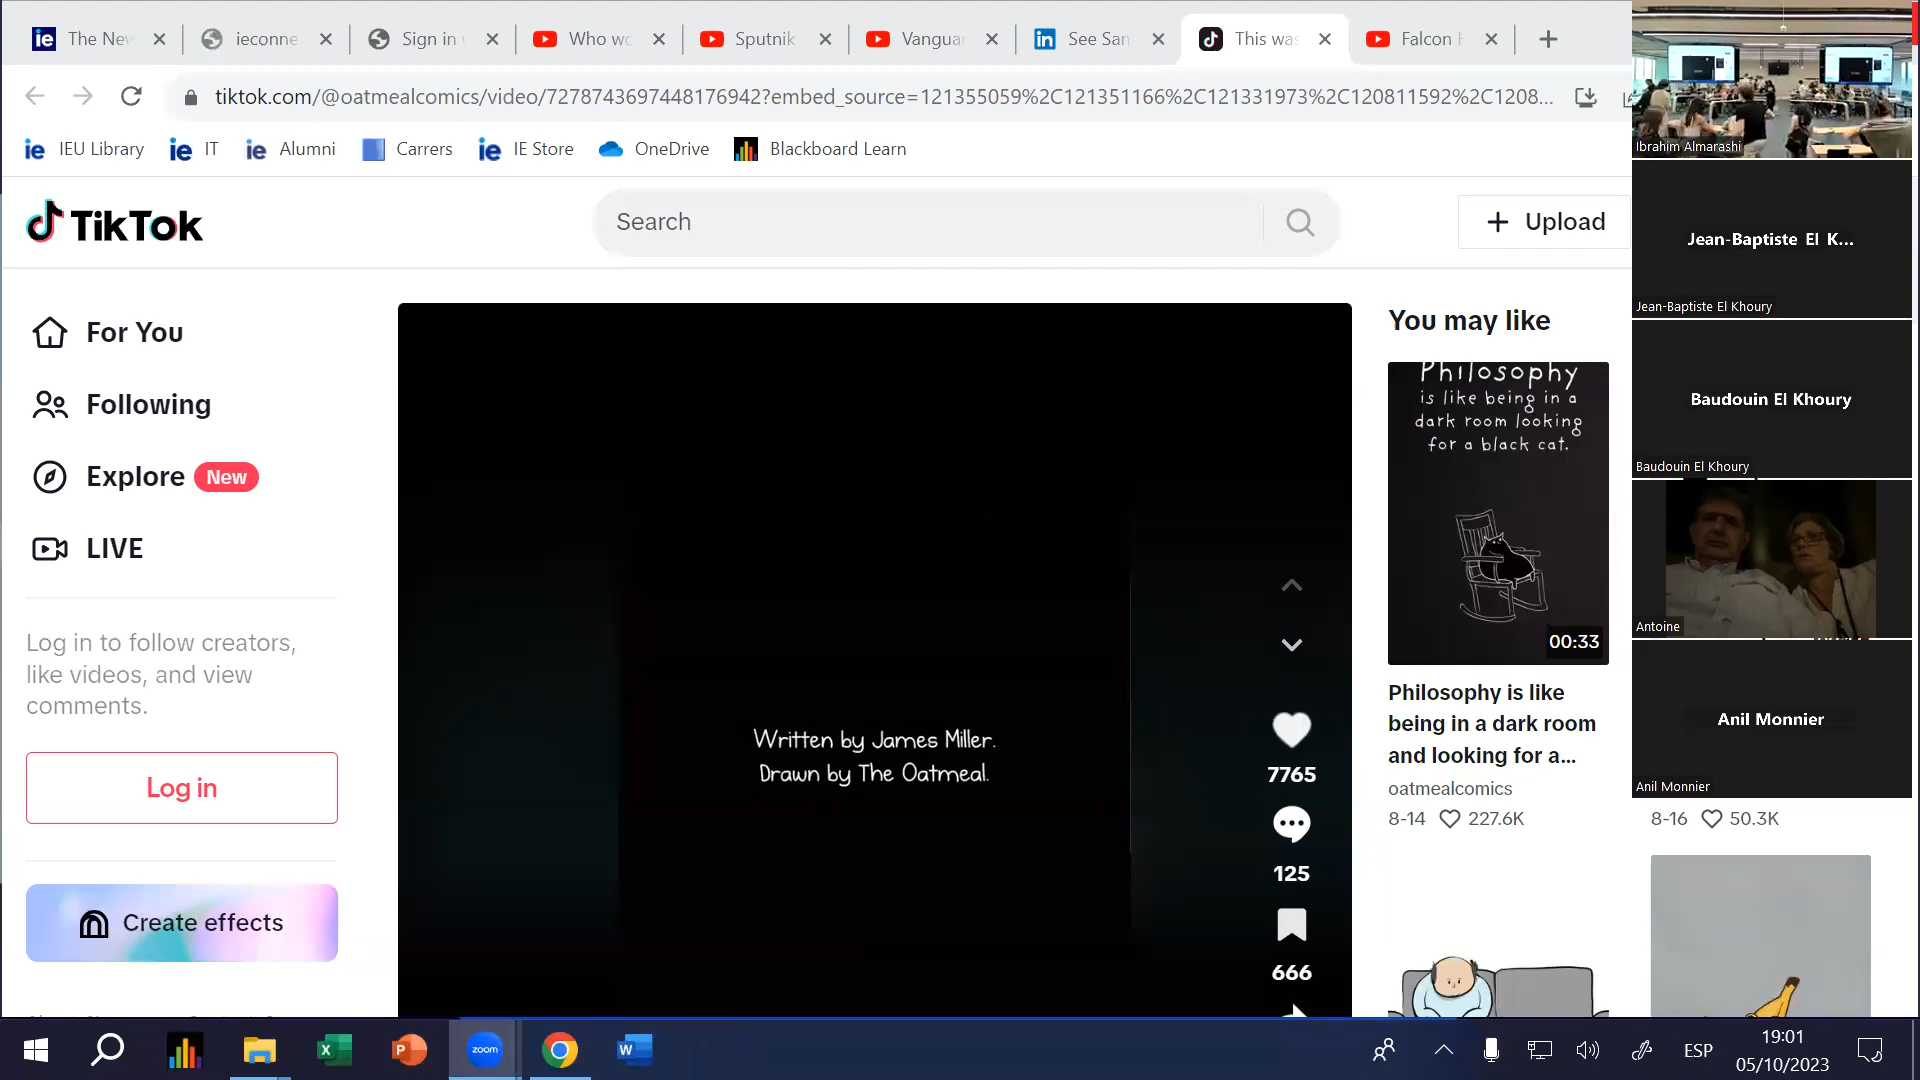 The New
ieconne
Sign in
Who wo
Sputnik
Vanguar
See San
This was
Falcon
tiktok.com/@oatmealcomics/video/7278743697448176942?embed_source=121355059%2C121351166%2C121331973%2C120811592%2C1208...
IEU Library
IT
Alumni
Carrers
IE Store
OneDrive
Blackboard Learn
TikTok
Search
Upload
For You
Following
Explore New
LIVE
Log in to follow creators,
like videos, and view
comments.
Log in
Create effects
Written by James Miller.
Drawn by The Oatmeal.
7765
125
666
You may like
Philosophy
is like being in a
dark room looking
for a black cat.
00:33
Philosophy is like
being in a dark room
and looking for a...
oatmealcomics
8-14 227.6K
8-16 50.3K
Ibrahim Almarashi
Jean-Baptiste El K...
Jean-Baptiste El Khoury
Baudouin El Khoury
Baudouin El Khoury
Antoine
Anil Monnier
Anil Monnier
zoom
ESP
19:01
05/10/2023